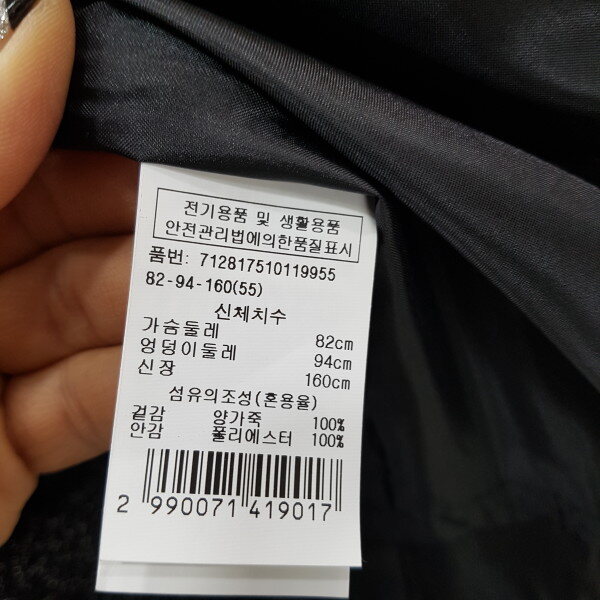 전기용품 및 생활용품
안전관리법에의한품질표시
품번: 712817510119955
82-94-160(55)
신체치수
가슴둘레 82cm
엉덩이둘레 94cm
신장 160cm
섬유의조성(혼용율)
겉감 양가죽 100%
안감 폴리에스터 100%
2 990071 419017